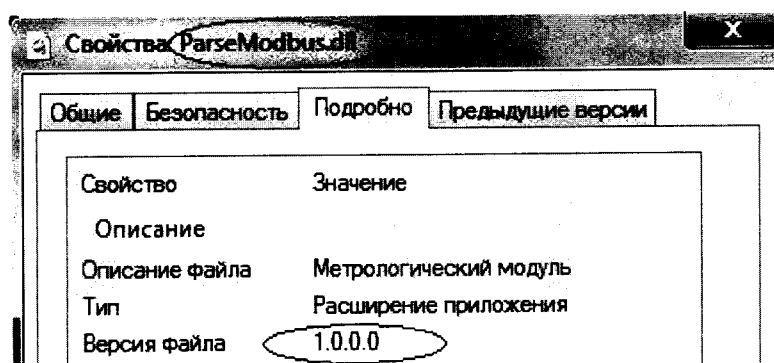 Свойства: ParseModbus.dll
Общие Безопасность Подробно Предыдущие версии
Свойство Значение
Описание
Описание файла Метрологический модуль
Тип Расширение приложения
Версия файла 1.0.0.0